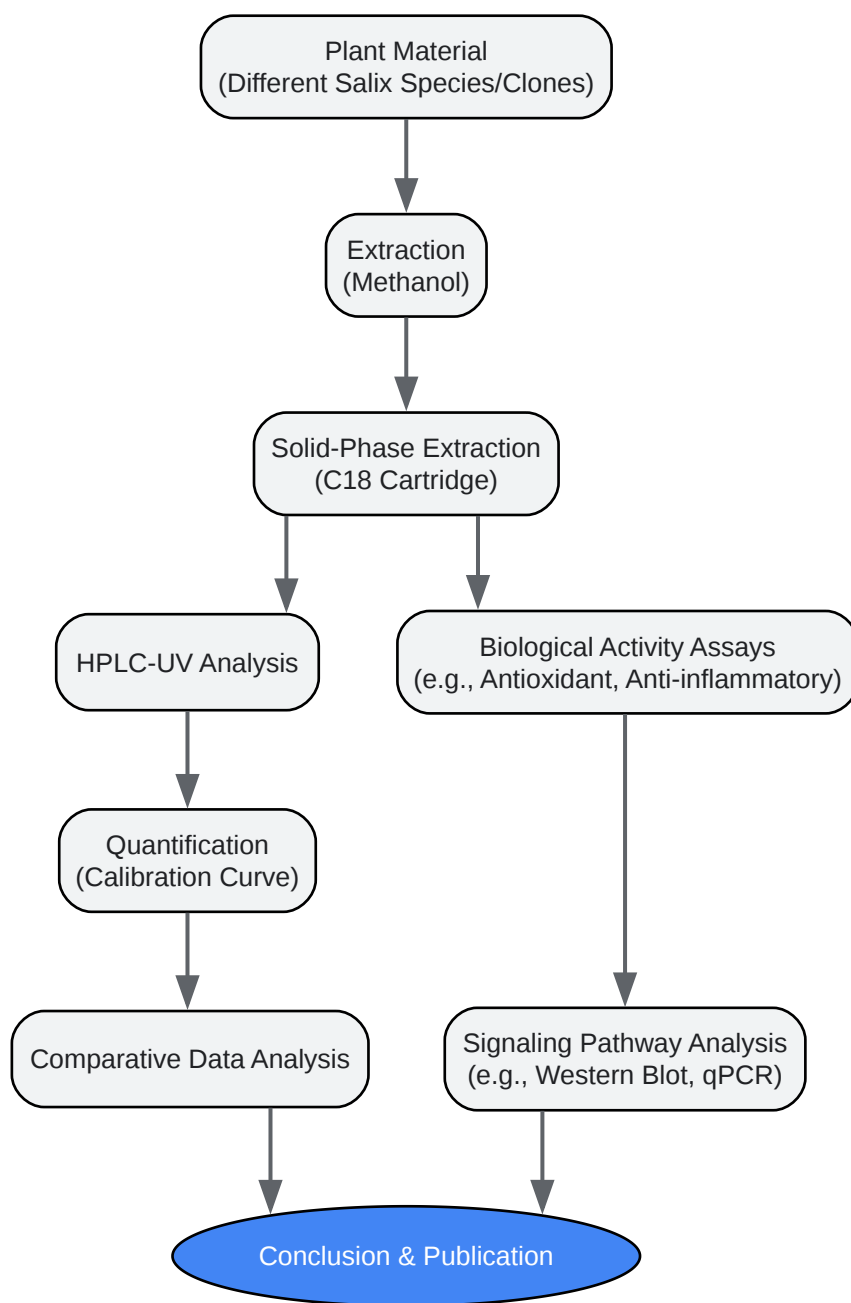 Plant Material
(Different Salix Species/Clones)
Extraction
(Methanol)
Solid-Phase Extraction
(C18 Cartridge)
HPLC-UV Analysis
Biological Activity Assays
(e.g., Antioxidant, Anti-inflammatory)
Quantification
(Calibration Curve)
Comparative Data Analysis
Signaling Pathway Analysis
(e.g., Western Blot, qPCR)
Conclusion & Publication